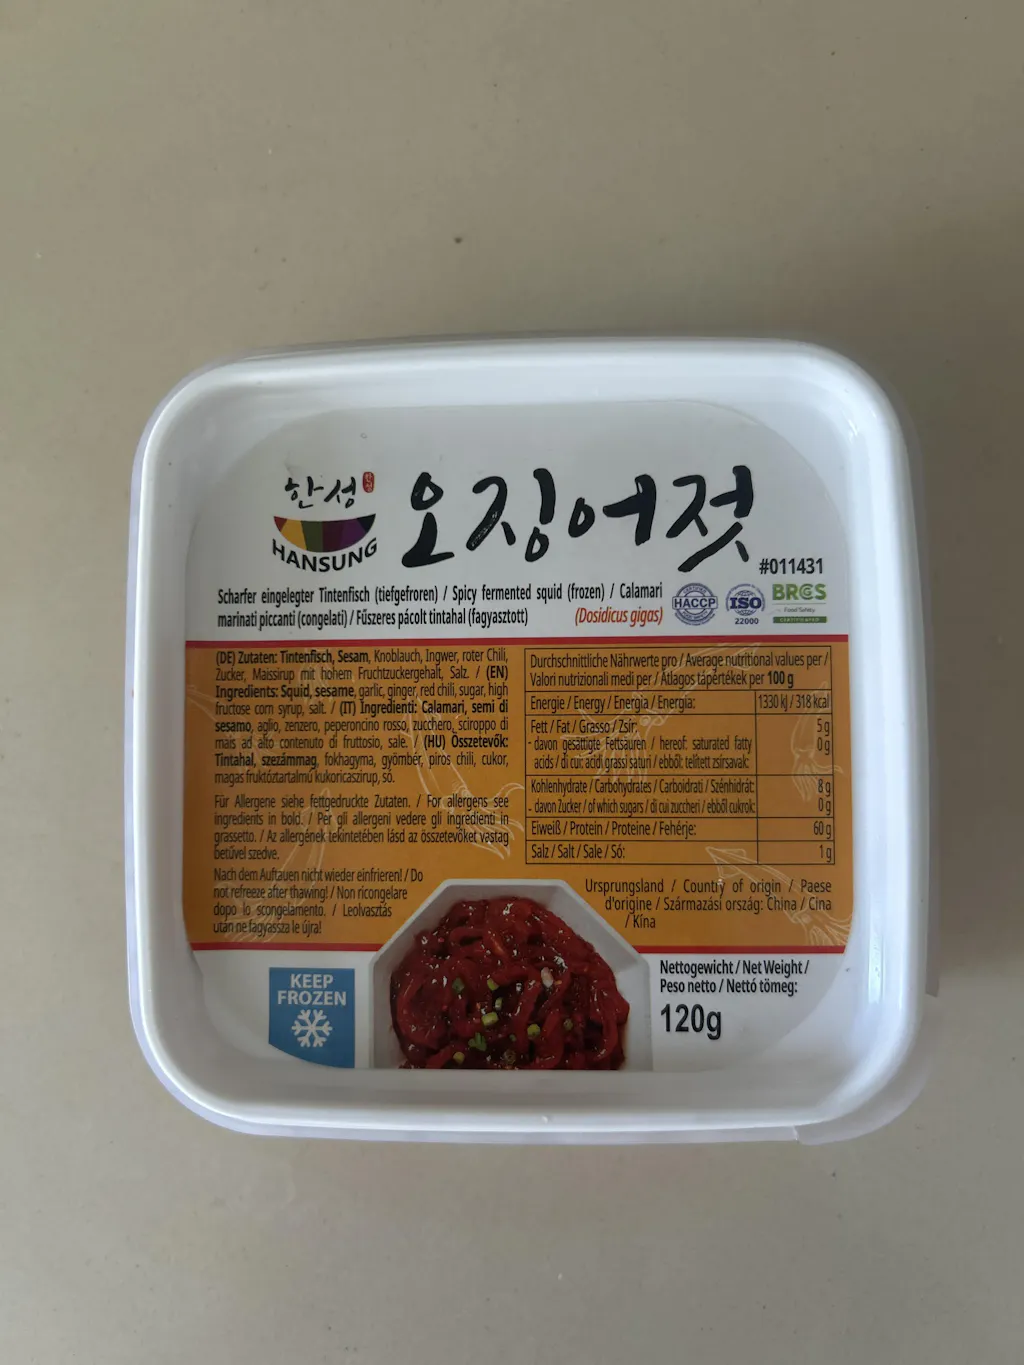 한성
HANSUNG
오징어젓
#011431
Scharfer eingelegter Tintenfisch (tiefgefroren) / Spicy fermented squid (frozen) / Calamari
marinati piccanti (congelati) / Fűszeres pácolt tintahal (fagyasztott)
(Dosidicus gigas)
HACCP
ISO
22000
BRCGS
Food Safety
CERTIFICATED
(DE) Zutaten: Tintenfisch, Sesam, Knoblauch, Ingwer, roter Chili,
Zucker, Maissirup mit hohem Fruchtzuckergehalt, Salz. / (EN)
Ingredients: Squid, sesame, garlic, ginger, red chili, sugar, high
fructose corn syrup, salt. / (IT) Ingredienti: Calamari, semi di
sesamo, aglio, zenzero, peperoncino rosso, zucchero, sciroppo di
mais ad alto contenuto di fruttosio, sale. / (HU) Összetevők:
Tintahal, szezámmag, fokhagyma, gyömbér, piros chili, cukor,
magas fruktóztartalmú kukoricaszirup, só.
Für Allergene siehe fettgedruckte Zutaten. / For allergens see
ingredients in bold. / Per gli allergeni vedere gli ingredienti in
grassetto. / Az allergének tekintetében lásd az összetevőket vastag
betűvel szedve.
Nach dem Auftauen nicht wieder einfrieren! / Do
not refreeze after thawing! / Non ricongelare
dopo lo scongelamento. / Leolvasztás
után ne fagyassza le újra!
Durchschnittliche Nährwerte pro / Average nutritional values per /
Valori nutrizionali medi per / Átlagos tápértékek per 100 g
Energie / Energy / Energia / Energia: 1330 kJ / 318 kcal
Fett / Fat / Grasso / Zsír: 5 g
- davon gesättigte Fettsäuren / hereof: saturated fatty 0 g
acids / di cui: acidi grassi saturi / ebből: telített zsírsavak:
Kohlenhydrate / Carbohydrates / Carboidrati / Szénhidrát: 8 g
- davon Zucker / of which sugars / di cui zuccheri / ebből cukrok: 0 g
Eiweiß / Protein / Proteine / Fehérje: 60 g
Salz / Salt / Sale / Só: 1 g
Ursprungsland / Country of origin / Paese
d'origine / Származási ország: China / Cina
/ Kína
KEEP
FROZEN
Nettogewicht / Net Weight /
Peso netto / Nettó tömeg:
120g